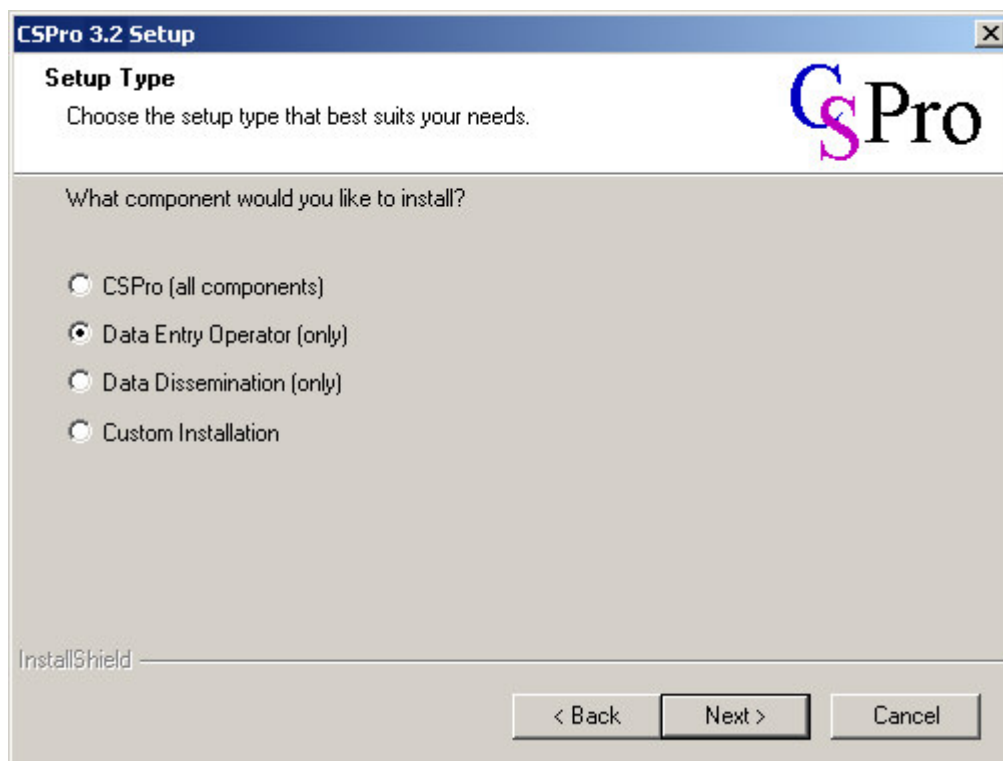 CSPro 3.2 Setup
Setup Type
Choose the setup type that best suits your needs.
CSPro
What component would you like to install?
CSPro (all components)
Data Entry Operator (only)
Data Dissemination (only)
Custom Installation
InstallShield
< Back Next > Cancel